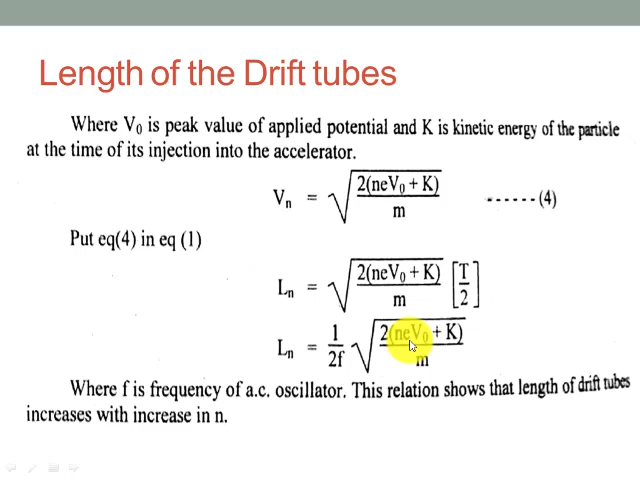 Length of the Drift tubes
Where V₀ is peak value of applied potential and K is kinetic energy of the particle
at the time of its injection into the accelerator.
Vₙ = √(2(neV₀ + K)/m) ------(4)
Put eq(4) in eq (1)
Lₙ = √(2(neV₀ + K)/m) [T/2]
Lₙ = 1/2f √(2(neV₀ + K)/m)
Where f is frequency of a.c. oscillator. This relation shows that length of drift tubes
increases with increase in n.